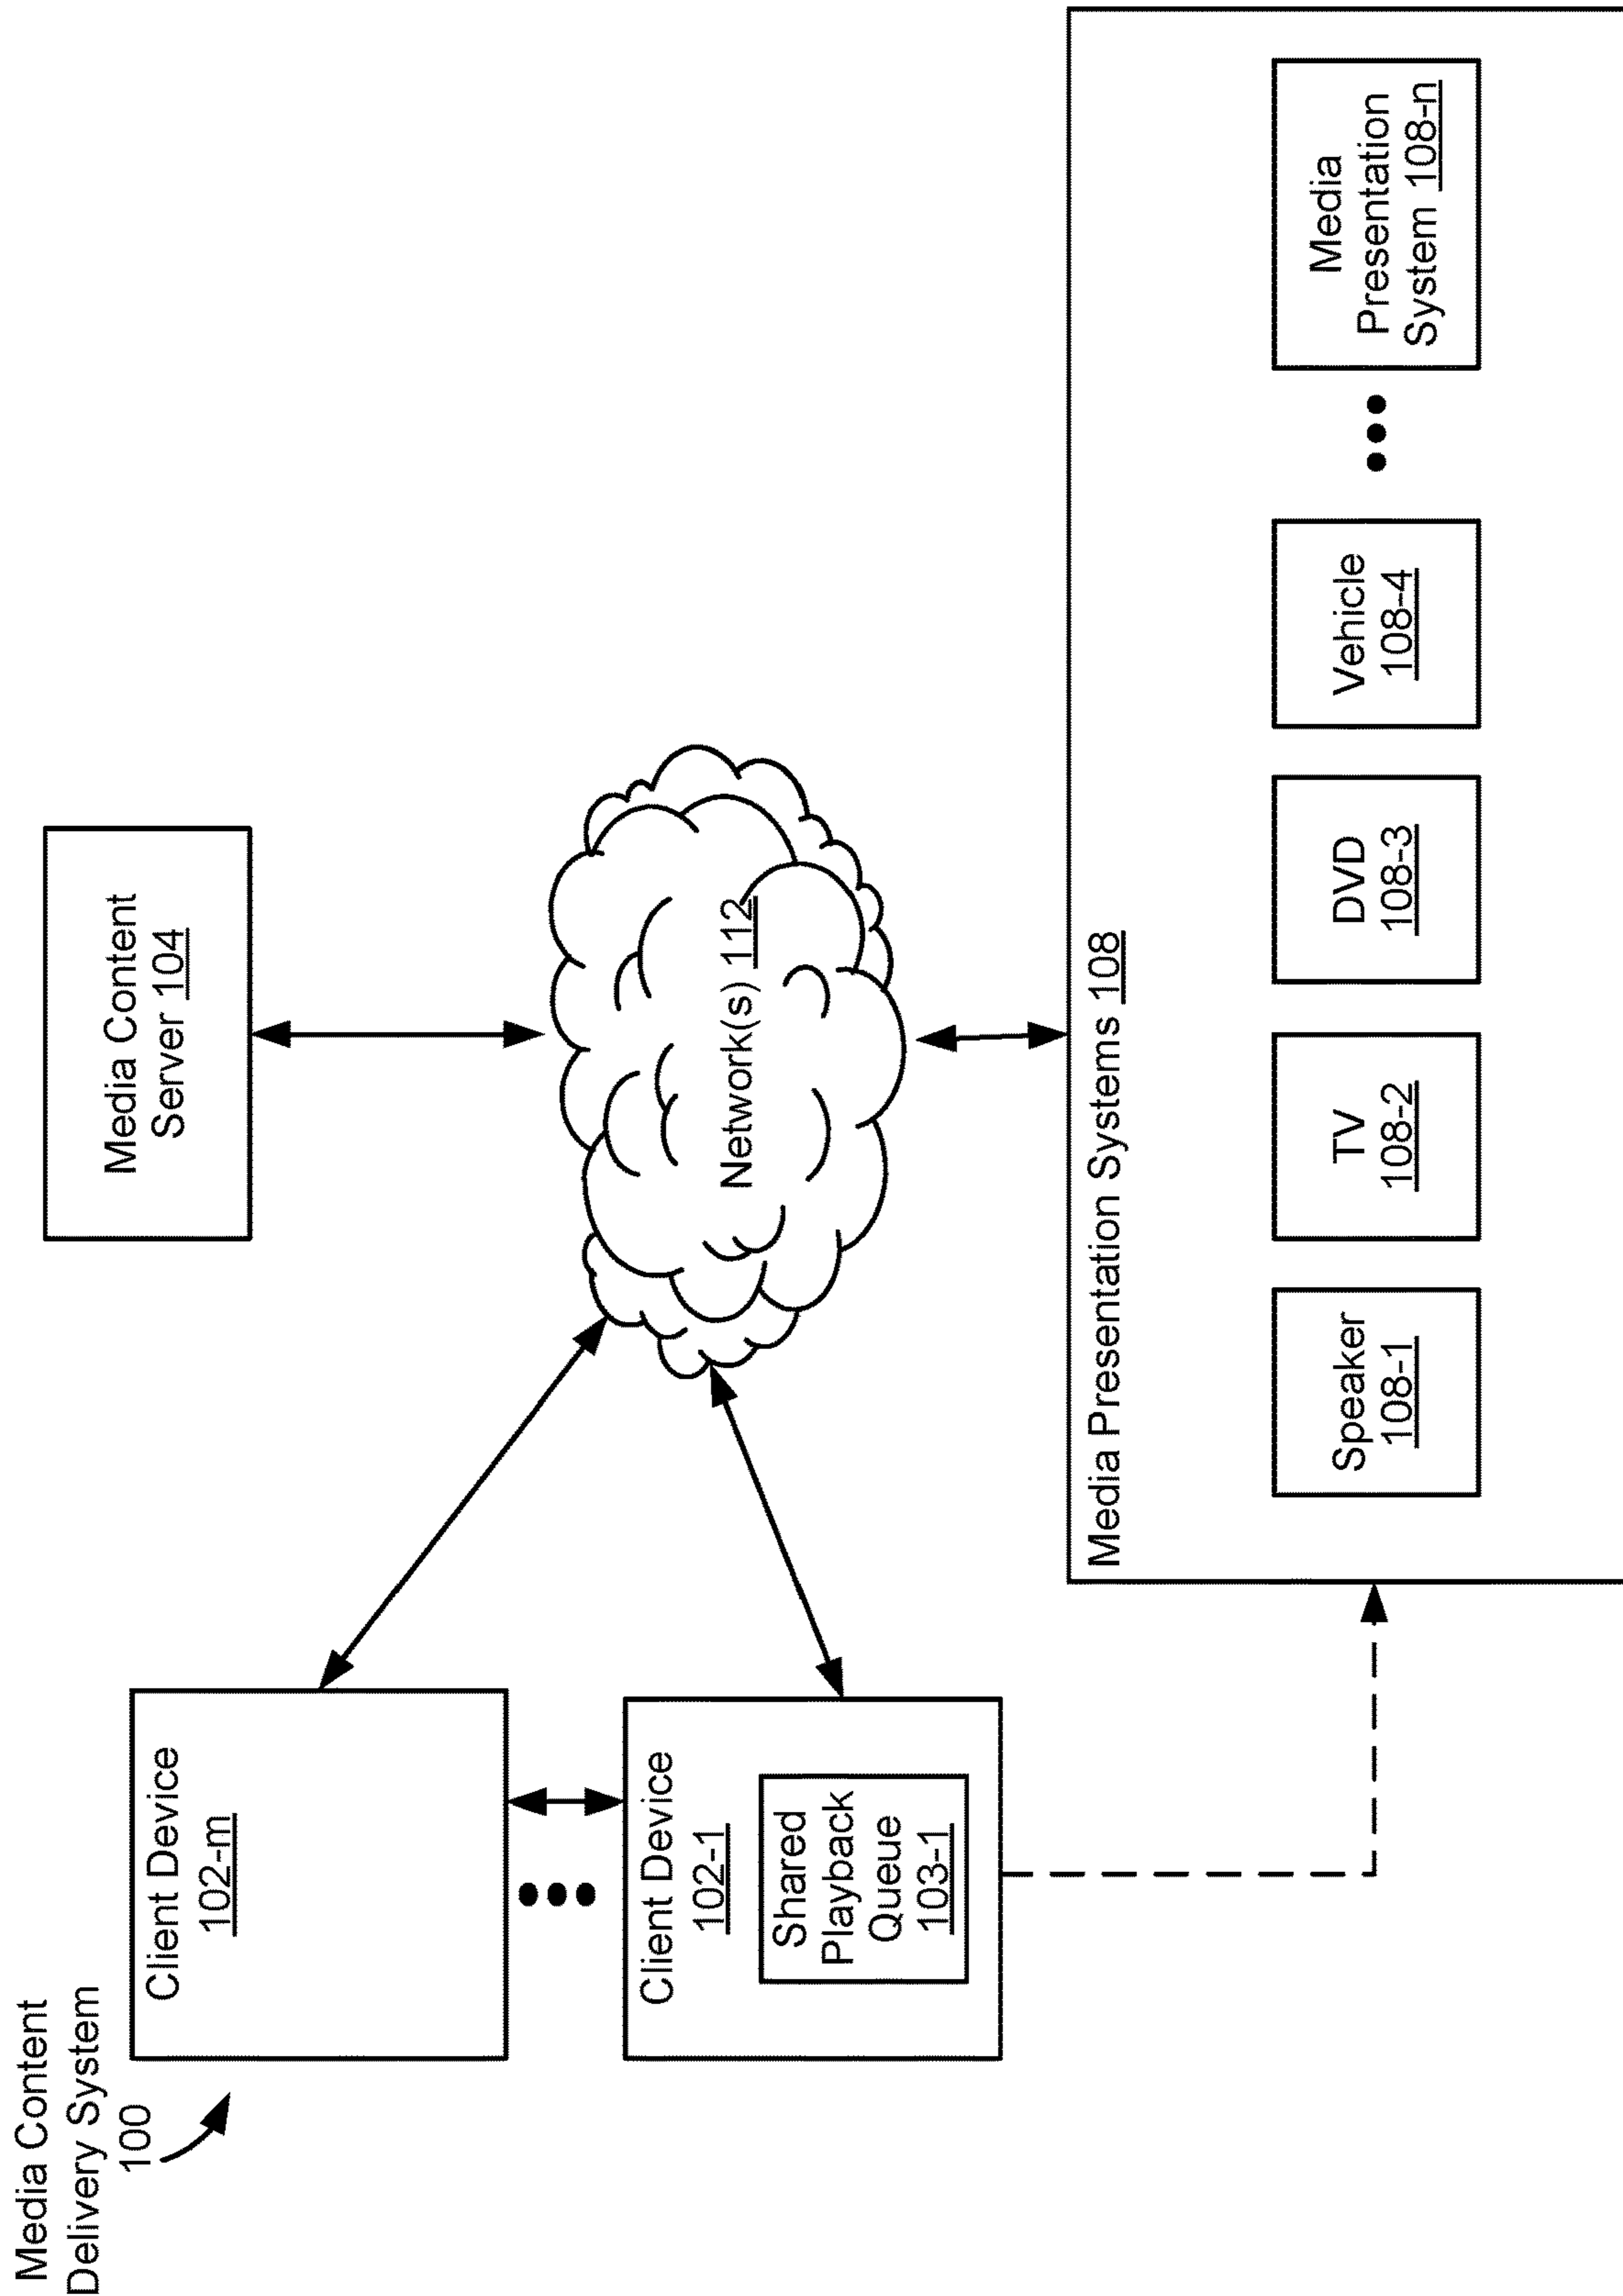 Media Content
Delivery System
100
Client Device
102-m
Client Device
102-1
Shared
Playback
Queue
103-1
Media Content
Server 104
Network(s) 112
Media Presentation Systems 108
Speaker
108-1
TV
108-2
DVD
108-3
Vehicle
108-4
Media
Presentation
System 108-n